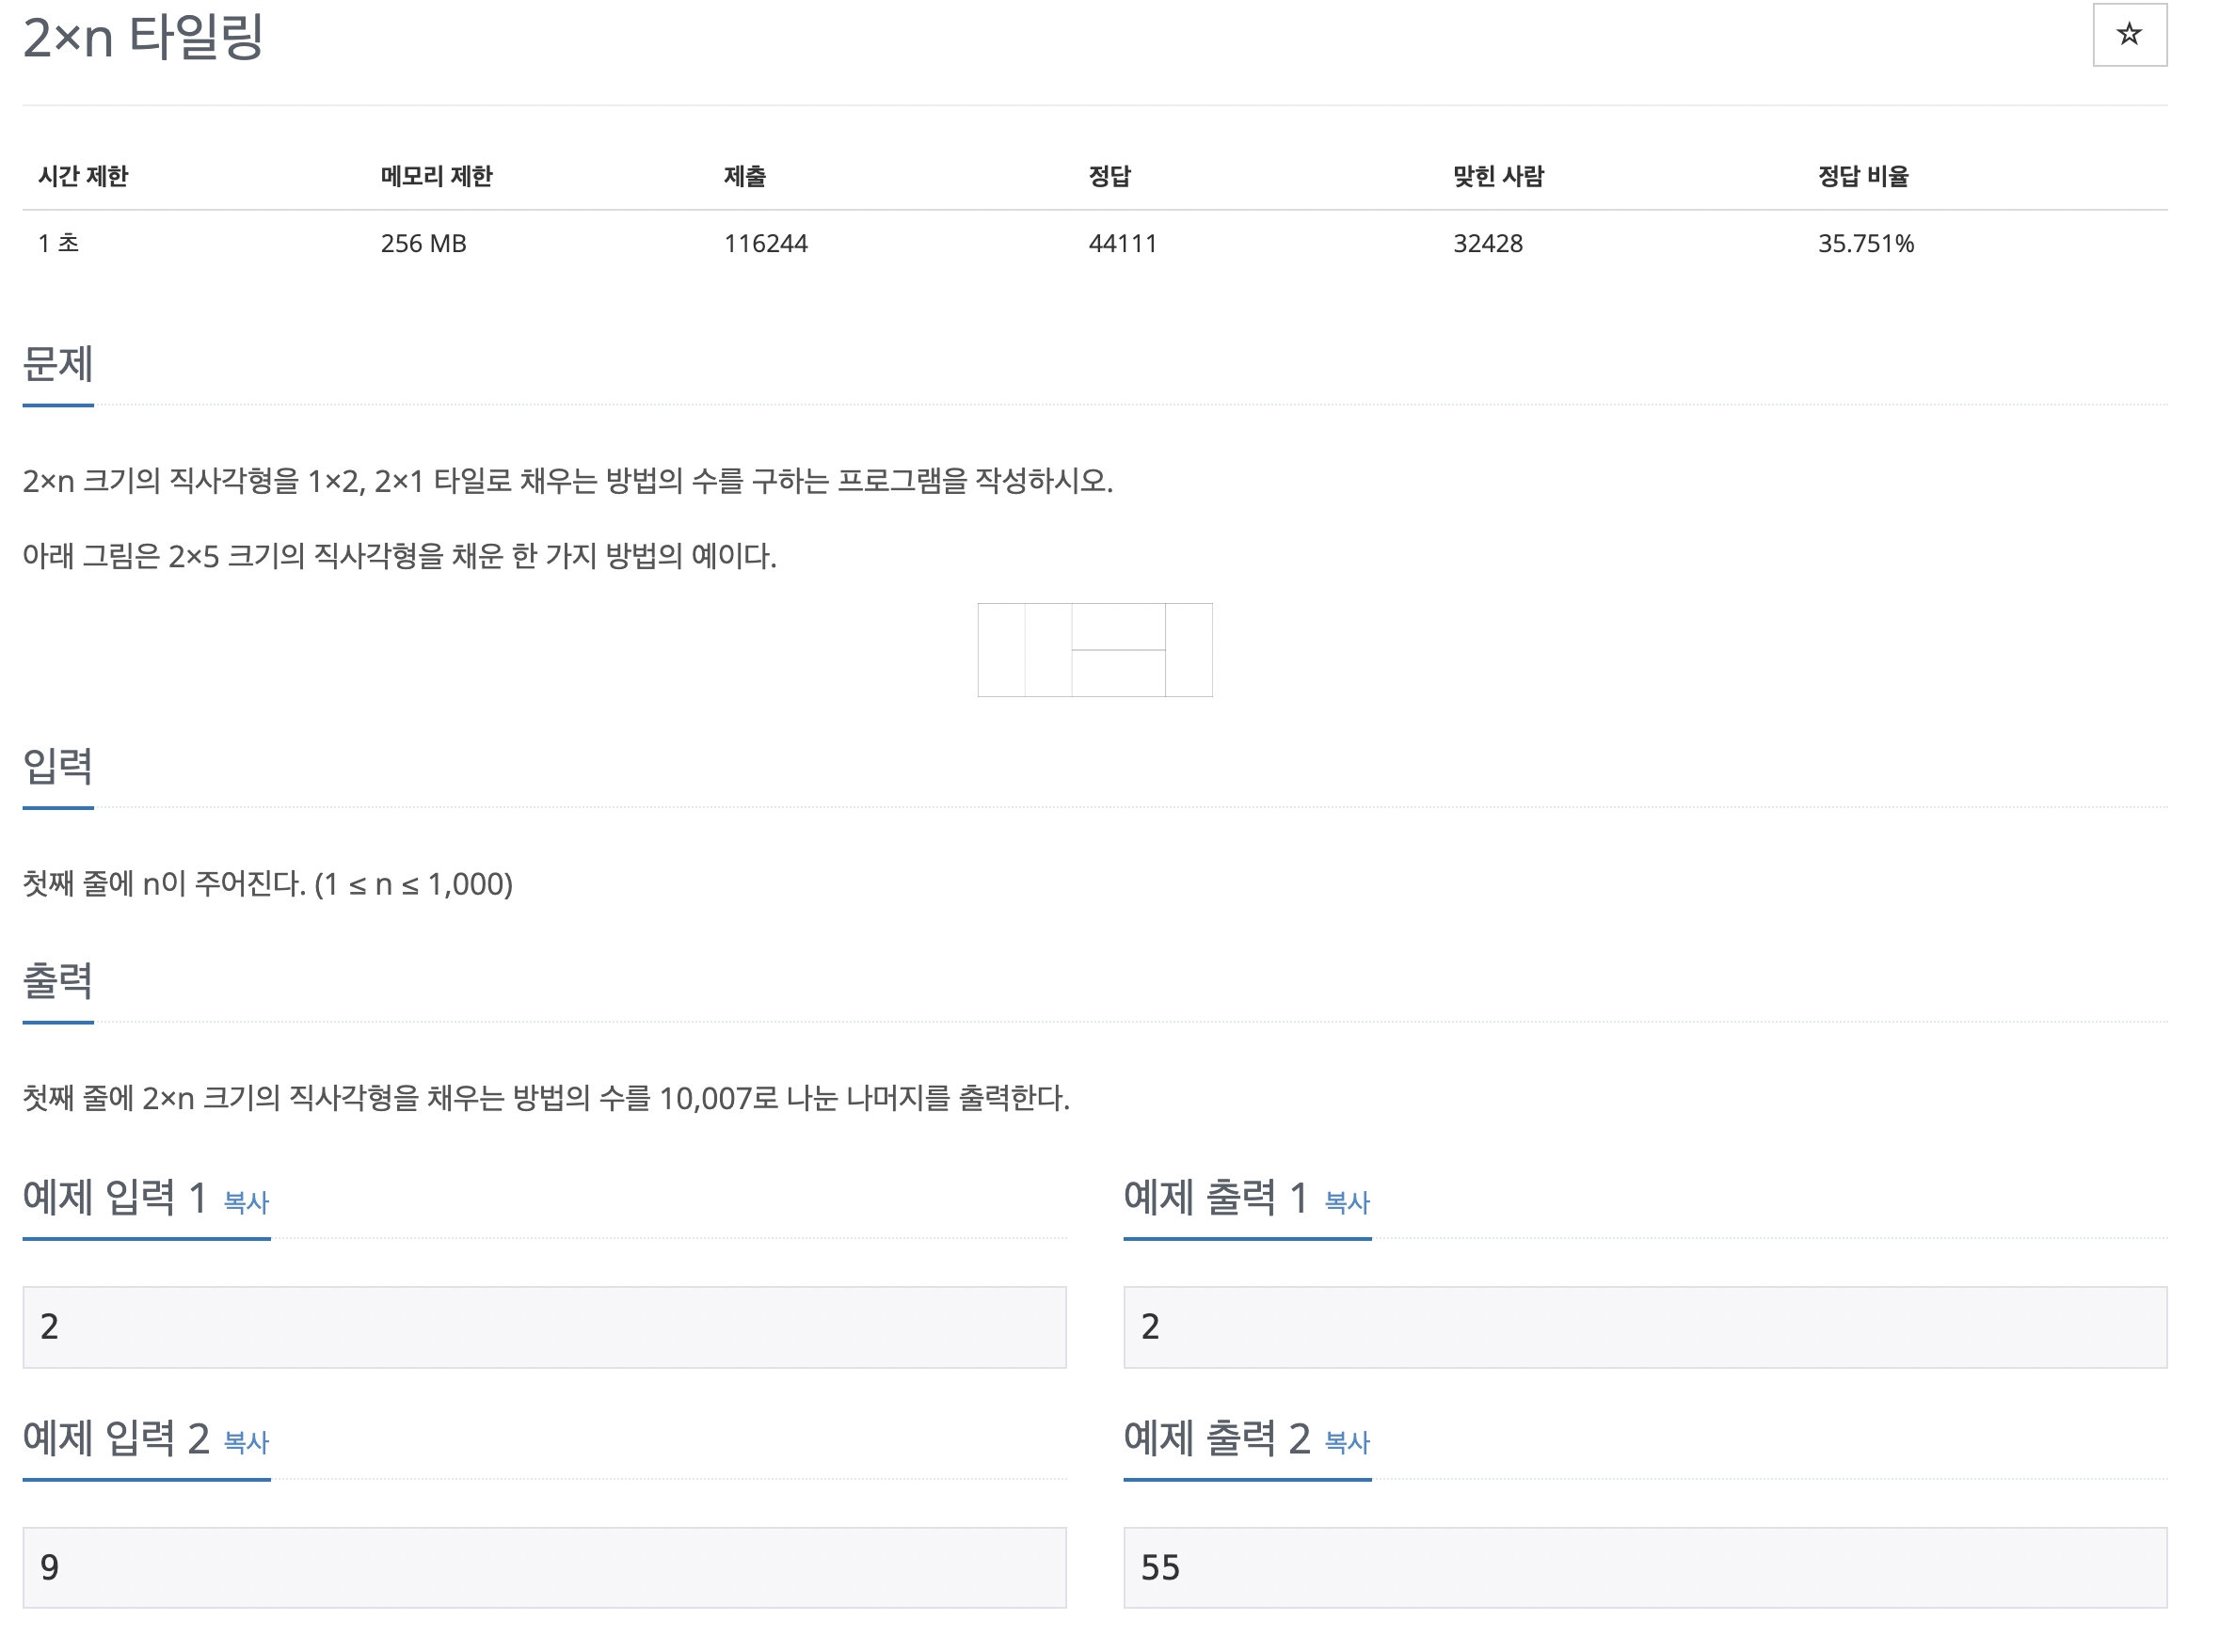 2×n 타일링
시간 제한 메모리 제한 제출 정답 맞힌 사람 정답 비율
1 초 256 MB 116244 44111 32428 35.751%
문제
2×n 크기의 직사각형을 1×2, 2×1 타일로 채우는 방법의 수를 구하는 프로그램을 작성하시오.
아래 그림은 2×5 크기의 직사각형을 채운 한 가지 방법의 예이다.
입력
첫째 줄에 n이 주어진다. (1 ≤ n ≤ 1,000)
출력
첫째 줄에 2×n 크기의 직사각형을 채우는 방법의 수를 10,007로 나눈 나머지를 출력한다.
예제 입력 1 복사
2
예제 출력 1 복사
2
예제 입력 2 복사
9
예제 출력 2 복사
55